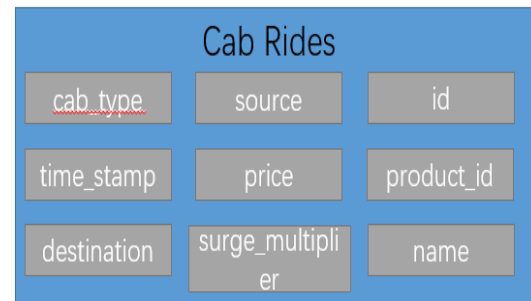 Cab Rides
cab_type
source
id
time_stamp
price
product_id
destination
surge_multipli
er
name